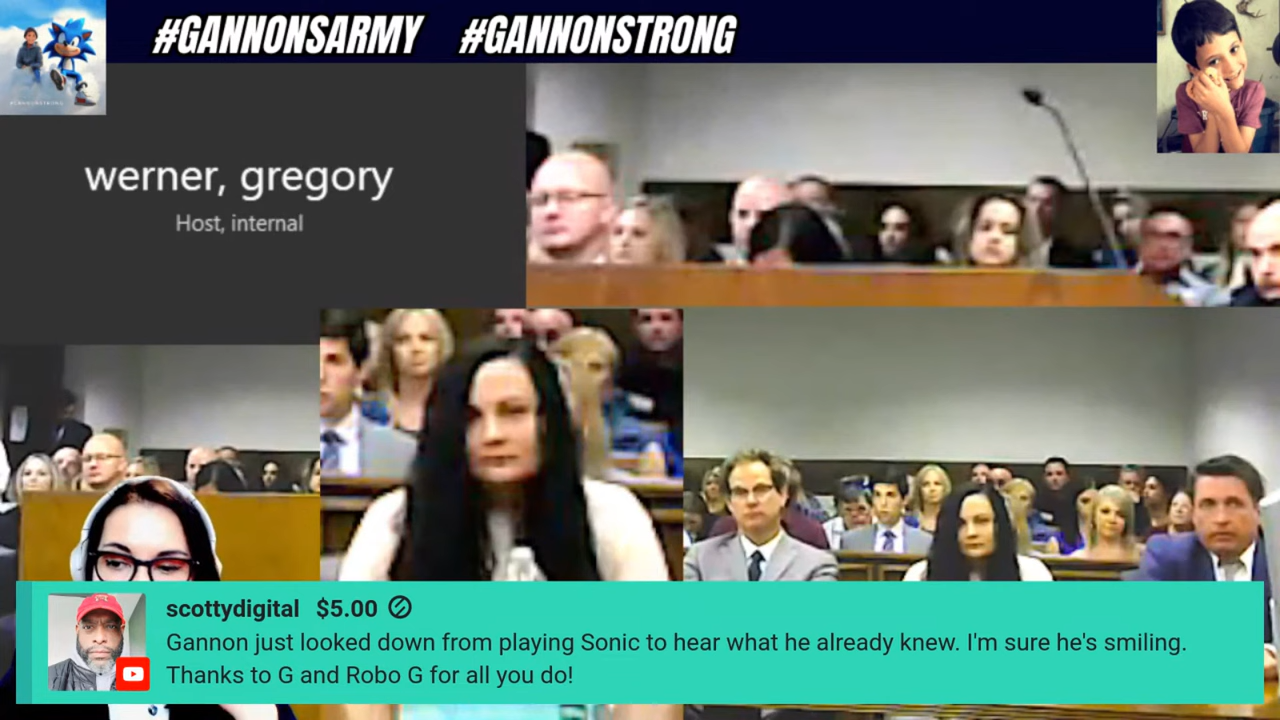 #GANNONSARMY #GANNONSTRONG
#GANNONSTRONG
werner, gregory
Host, internal
scottydigital $5.00
Gannon just looked down from playing Sonic to hear what he already knew. I'm sure he's smiling.
Thanks to G and Robo G for all you do!